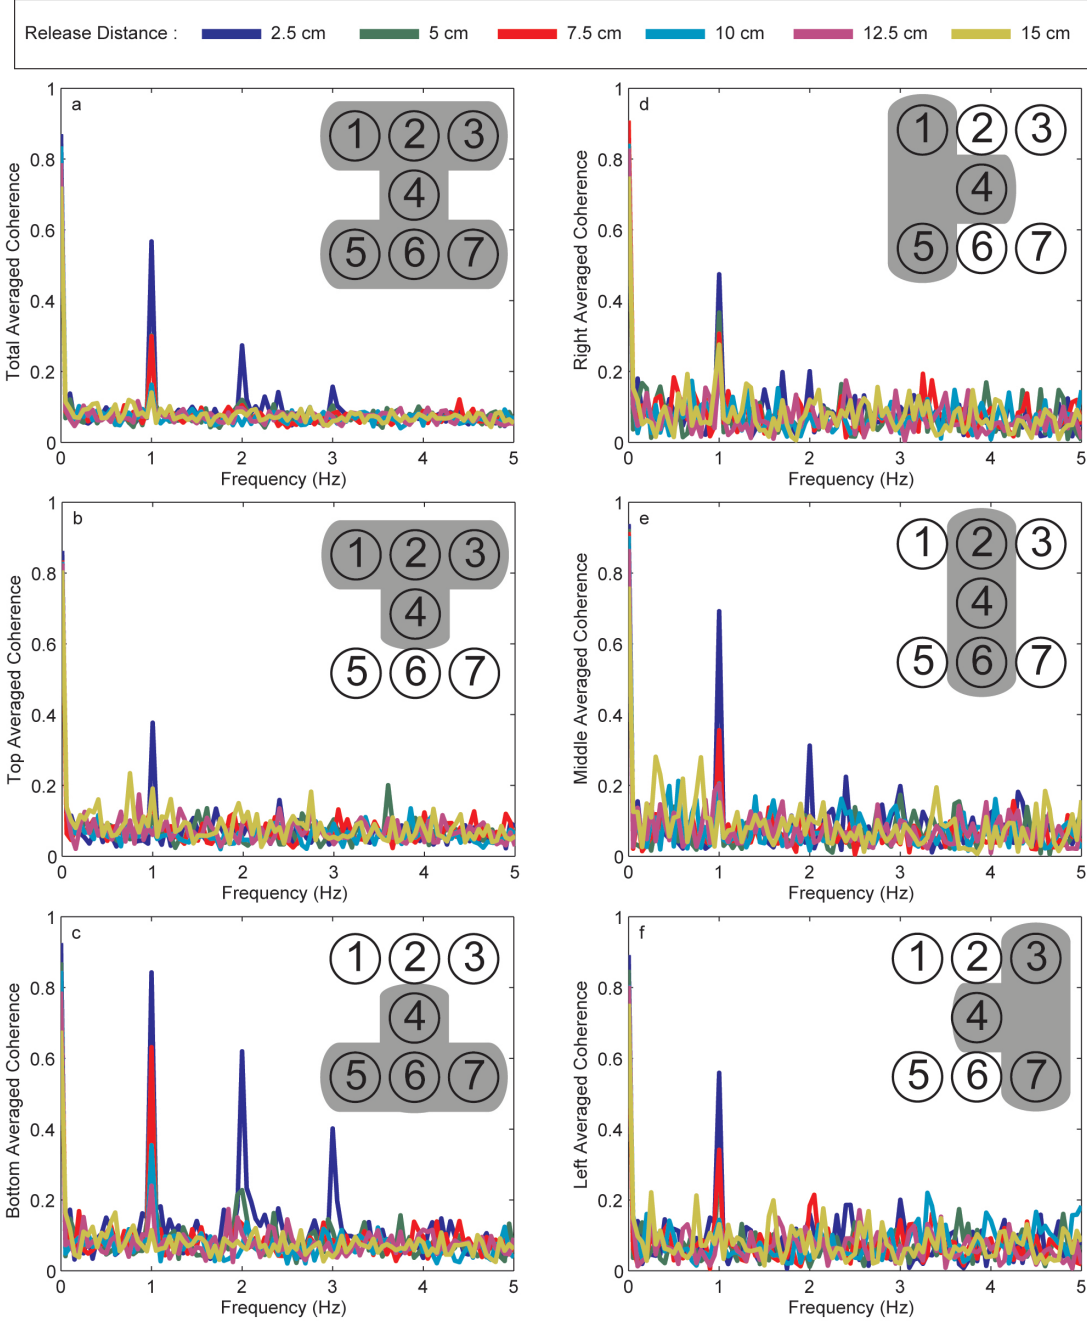 Release Distance : 2.5 cm 5 cm 7.5 cm 10 cm 12.5 cm 15 cm
a
Total Averaged Coherence
1
0.8
0.6
0.4
0.2
0
0 1 2 3 4 5
Frequency (Hz)
1 2 3
4
5 6 7
d
Right Averaged Coherence
1
0.8
0.6
0.4
0.2
0
0 1 2 3 4 5
Frequency (Hz)
1 2 3
4
5 6 7
b
Top Averaged Coherence
1
0.8
0.6
0.4
0.2
0
0 1 2 3 4 5
Frequency (Hz)
1 2 3
4
5 6 7
e
Middle Averaged Coherence
1
0.8
0.6
0.4
0.2
0
0 1 2 3 4 5
Frequency (Hz)
1 2 3
4
5 6 7
c
Bottom Averaged Coherence
1
0.8
0.6
0.4
0.2
0
0 1 2 3 4 5
Frequency (Hz)
1 2 3
4
5 6 7
f
Left Averaged Coherence
1
0.8
0.6
0.4
0.2
0
0 1 2 3 4 5
Frequency (Hz)
1 2 3
4
5 6 7